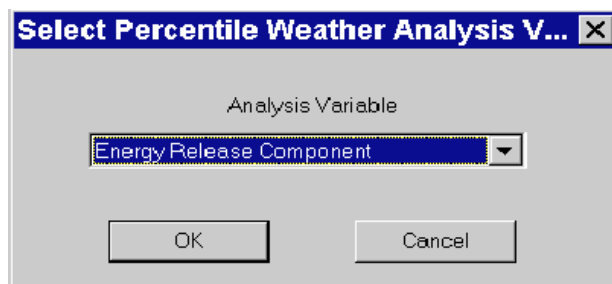 Select Percentile Weather Analysis V...
Analysis Variable
Energy Release Component
OK Cancel